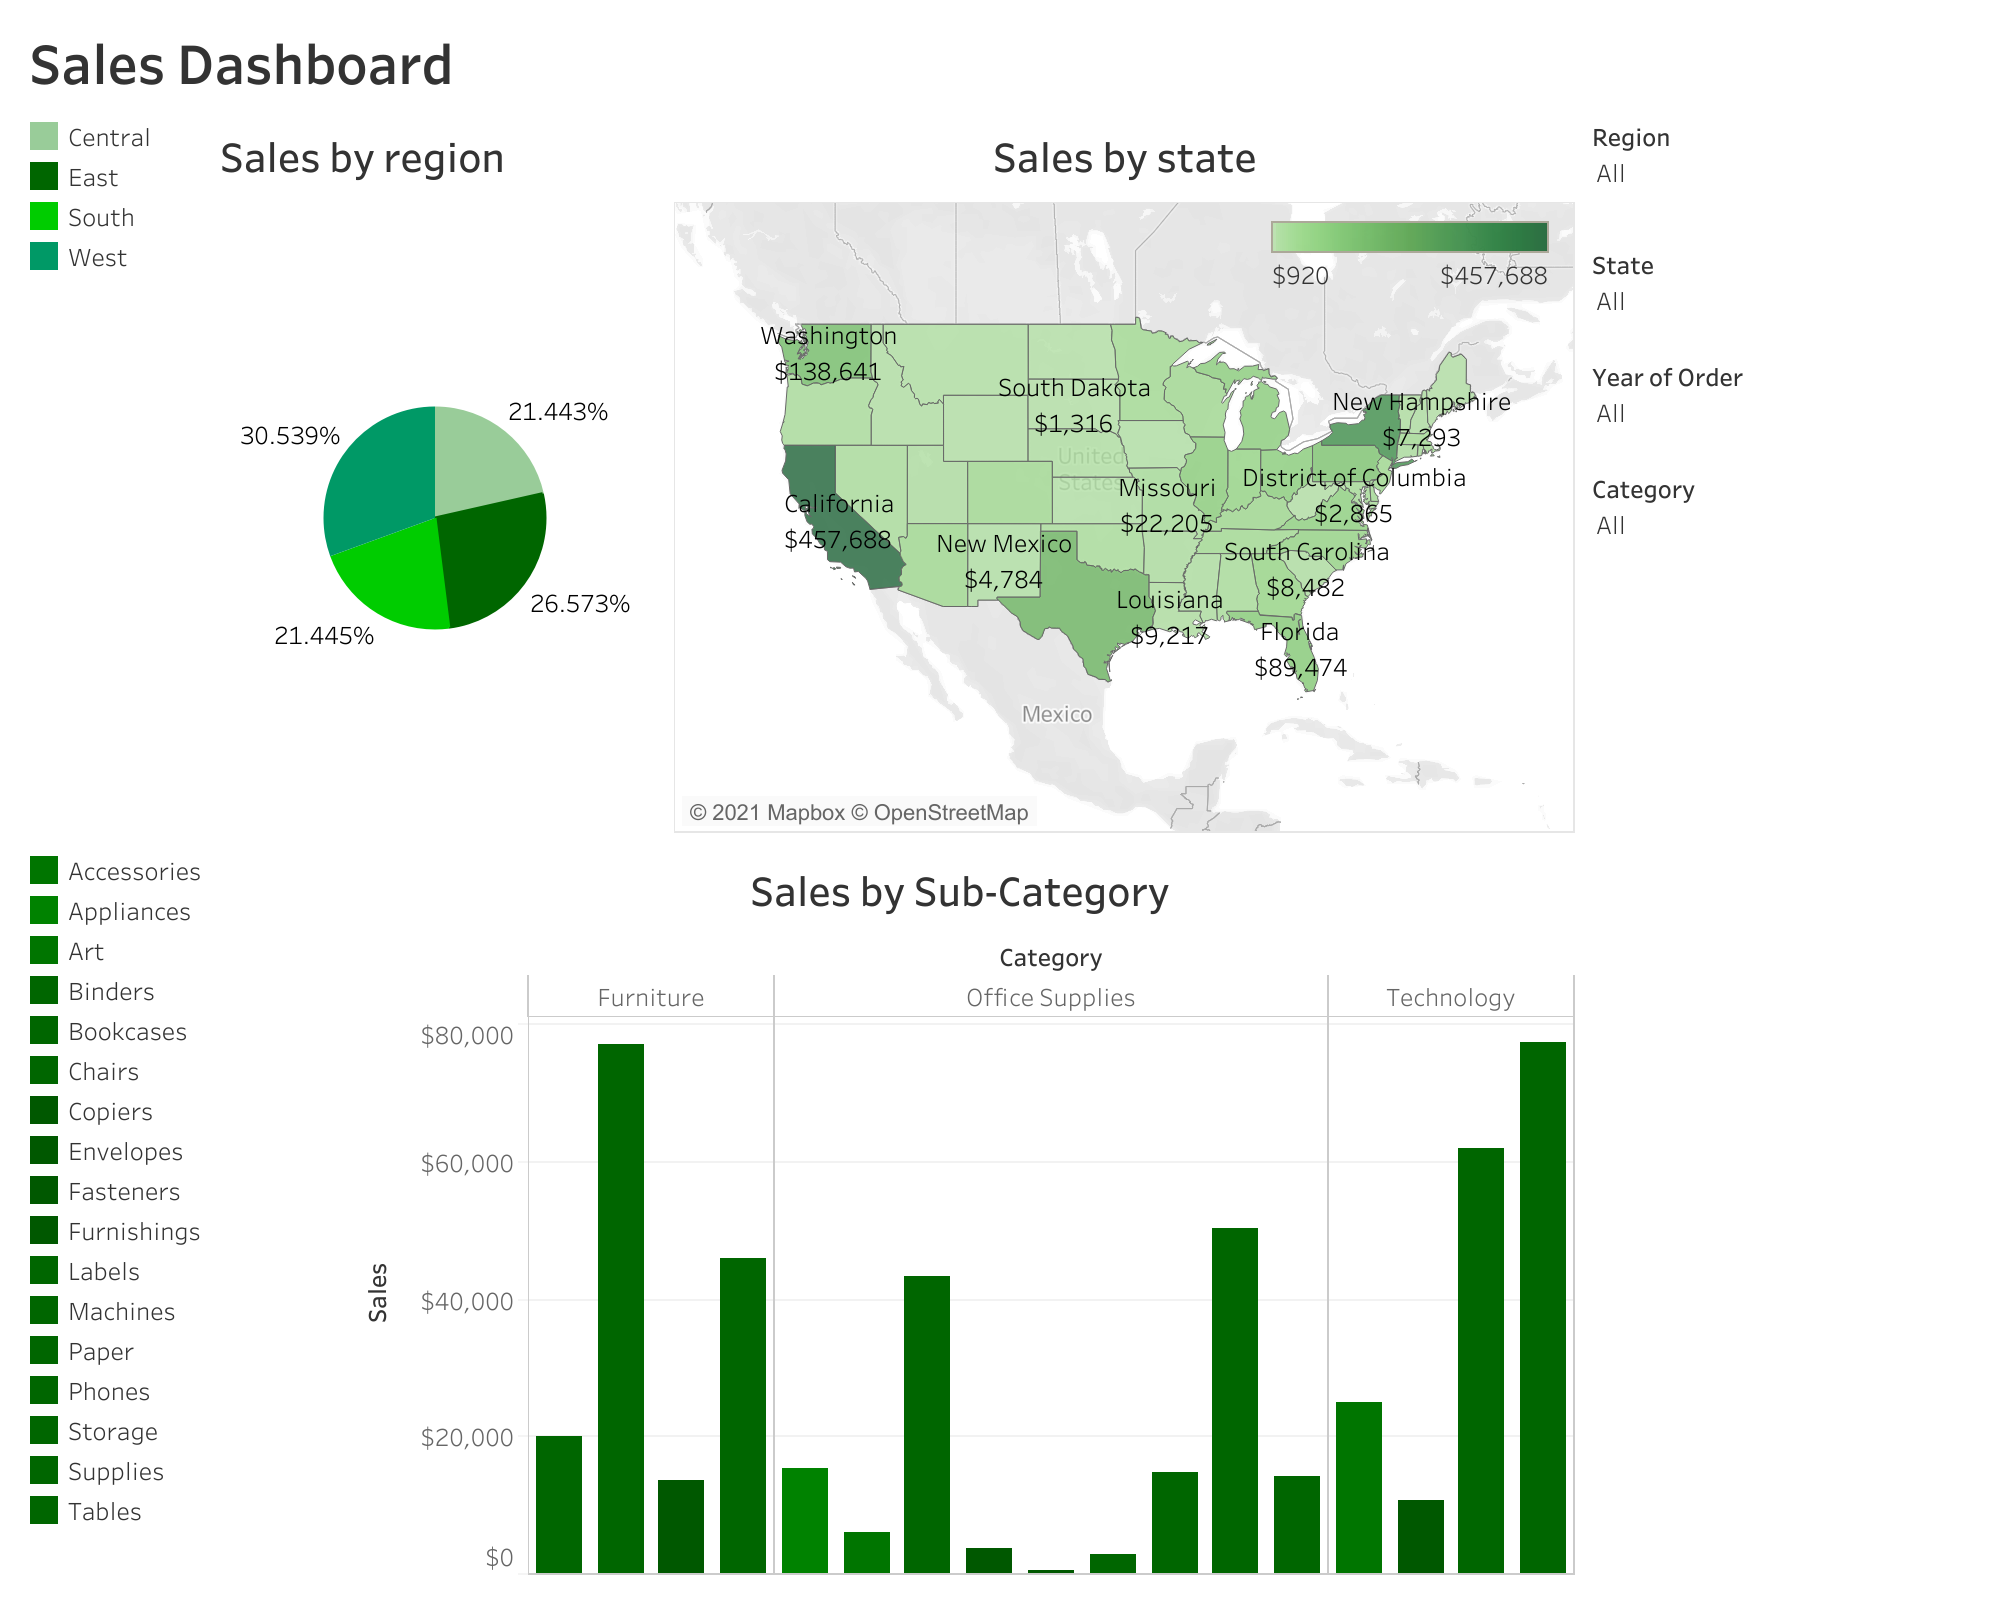 Sales Dashboard
Central
East
South
West
Sales by region
30.539%
21.443%
26.573%
21.445%
Sales by state
$920
$457,688
Washington
$138,641
South Dakota
$1,316
New Hampshire
$7,293
United
States
District of Columbia
$2,865
Missouri
$22,205
California
$457,688
New Mexico
$4,784
South Carolina
$8,482
Louisiana
$9,217
Florida
$89,474
Mexico
© 2021 Mapbox © OpenStreetMap
Region
All
State
All
Year of Order
All
Category
All
Accessories
Appliances
Art
Binders
Bookcases
Chairs
Copiers
Envelopes
Fasteners
Furnishings
Labels
Machines
Paper
Phones
Storage
Supplies
Tables
Sales by Sub-Category
Category
Furniture
Office Supplies
Technology
$80,000
$60,000
$40,000
$20,000
$0
Sales